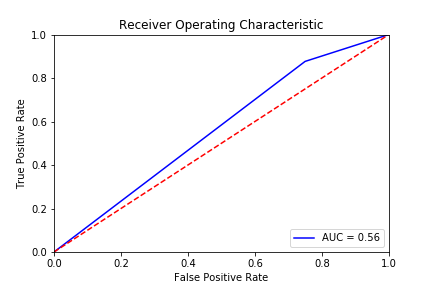 Receiver Operating Characteristic
1.0
0.8
0.6
0.4
0.2
0.0
True Positive Rate
AUC = 0.56
0.0 0.2 0.4 0.6 0.8 1.0
False Positive Rate